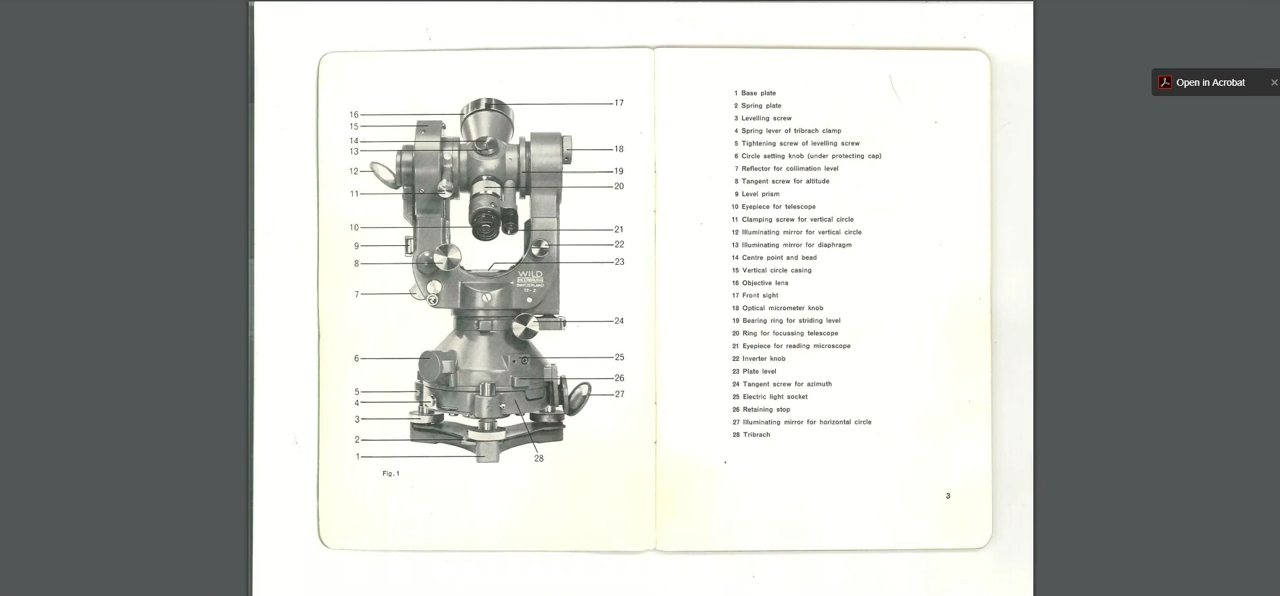 17
16
15
14
13
18
12
19
20
11
10
21
9
22
8
23
WILD
HEERBRUGG
SWITZERLAND
7
24
6
25
26
5
27
4
3
2
1
28
Fig.1
1 Base plate
2 Spring plate
3 Levelling screw
4 Spring lever of tribrach clamp
5 Tightening screw of levelling screw
6 Circle setting knob (under protecting cap)
7 Reflector for collimation level
8 Tangent screw for altitude
9 Level prism
10 Eyepiece for telescope
11 Clamping screw for vertical circle
12 Illuminating mirror for vertical circle
13 Illuminating mirror for diaphragm
14 Centre point and bead
15 Vertical circle casing
16 Objective lens
17 Front sight
18 Optical micrometer knob
19 Bearing ring for striding level
20 Ring for focussing telescope
21 Eyepiece for reading microscope
22 Inverter knob
23 Plate level
24 Tangent screw for azimuth
25 Electric light socket
26 Retaining stop
27 Illuminating mirror for horizontal circle
28 Tribrach
3
Open in Acrobat